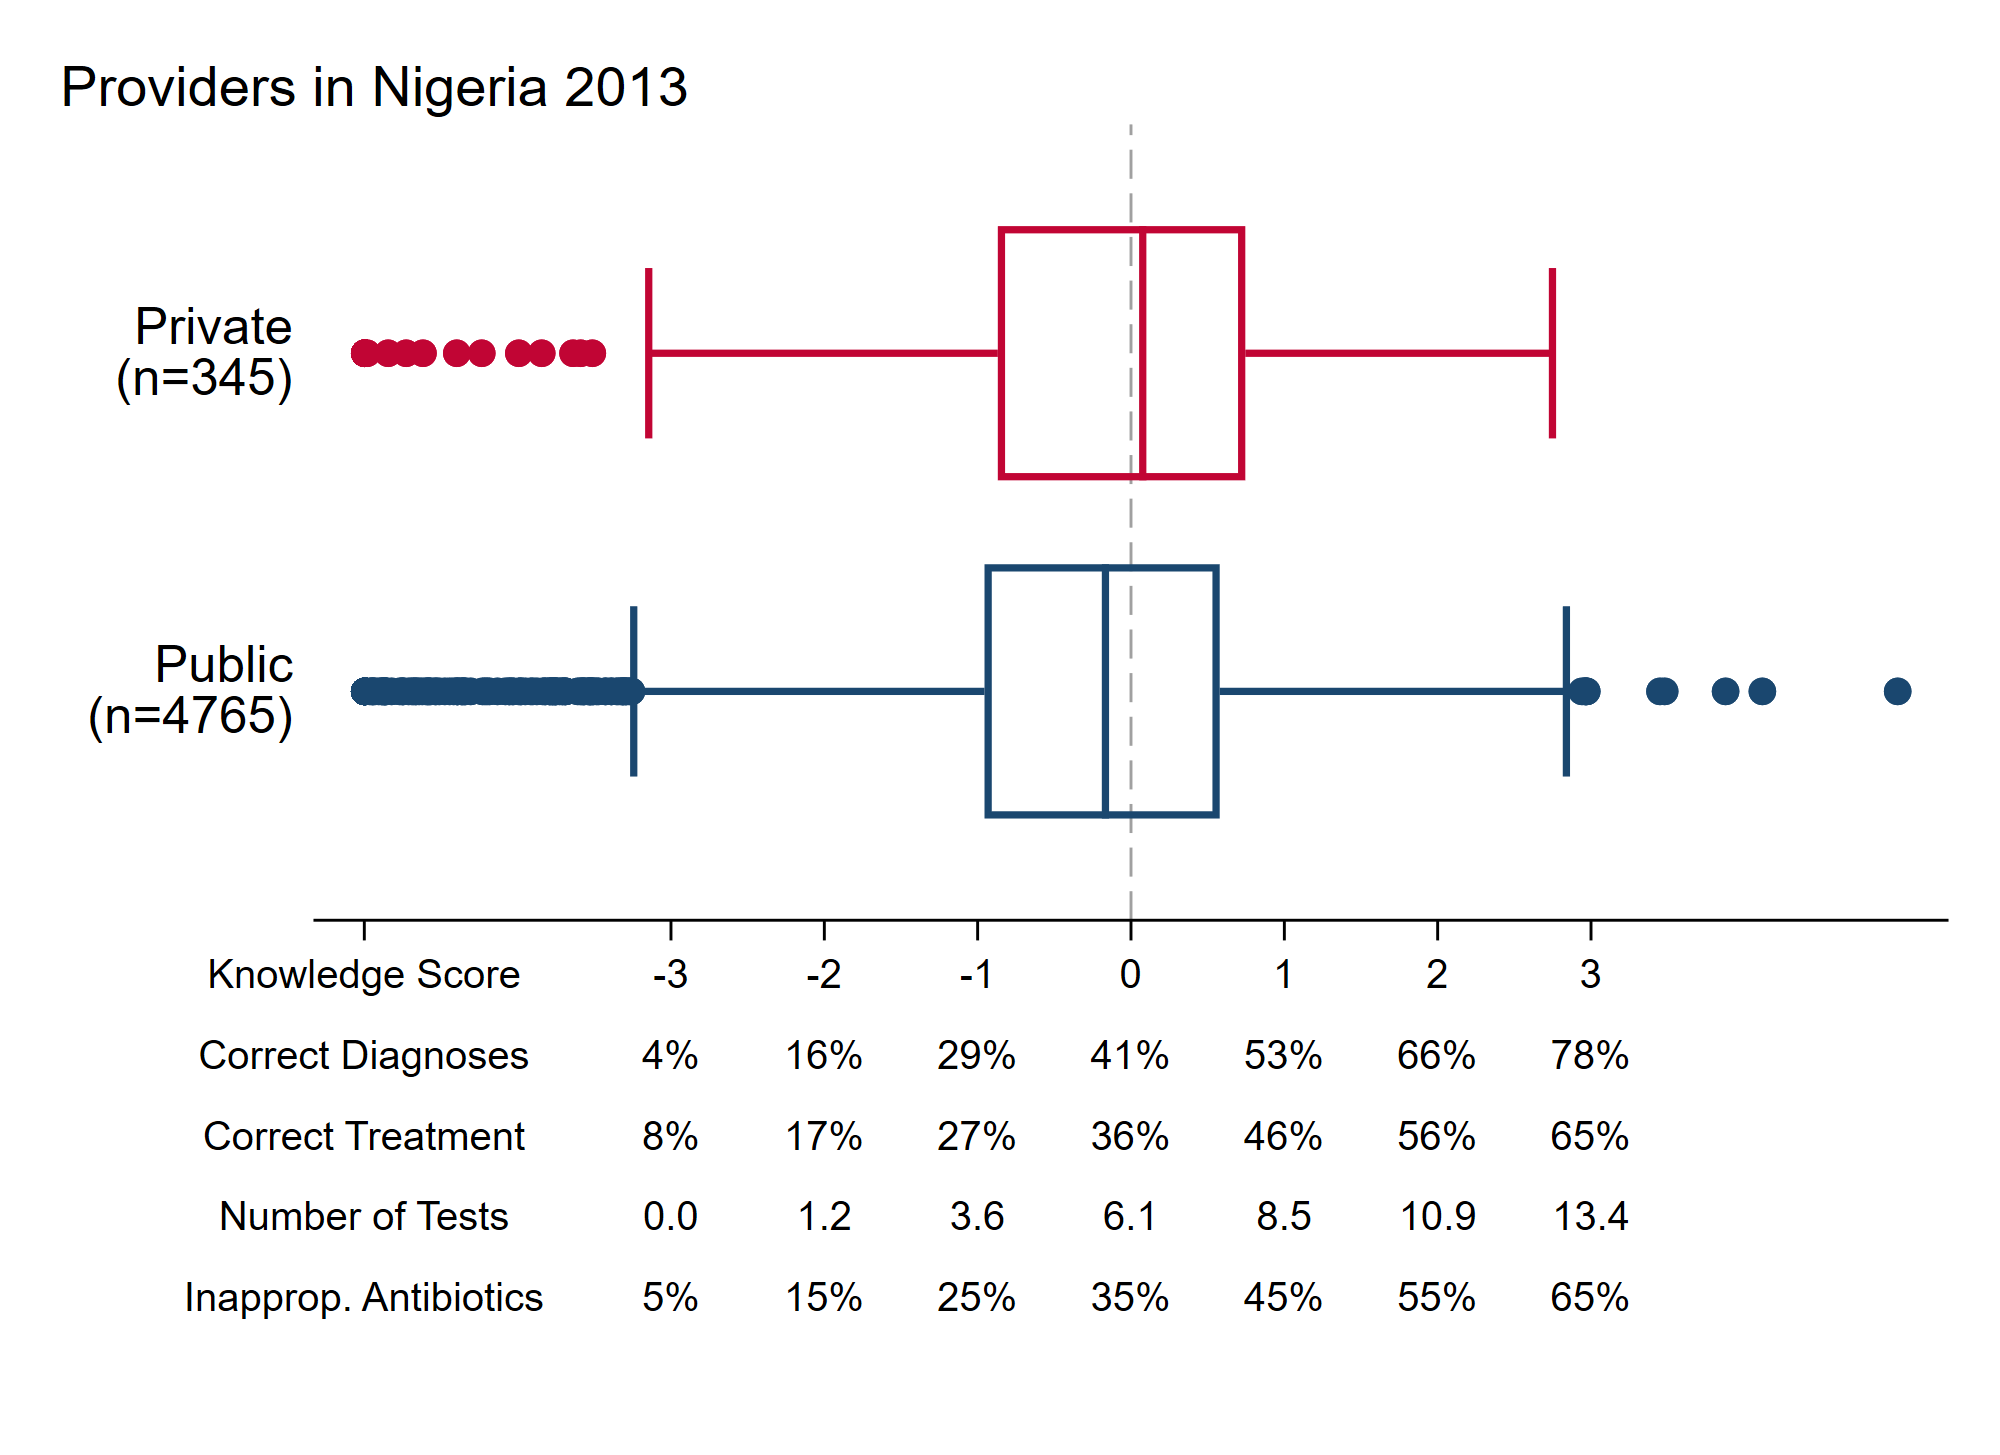 Providers in Nigeria 2013
Private
(n=345)
Public
(n=4765)
Knowledge Score -3 -2 -1 0 1 2 3
Correct Diagnoses 4% 16% 29% 41% 53% 66% 78%
Correct Treatment 8% 17% 27% 36% 46% 56% 65%
Number of Tests 0.0 1.2 3.6 6.1 8.5 10.9 13.4
Inapprop. Antibiotics 5% 15% 25% 35% 45% 55% 65%